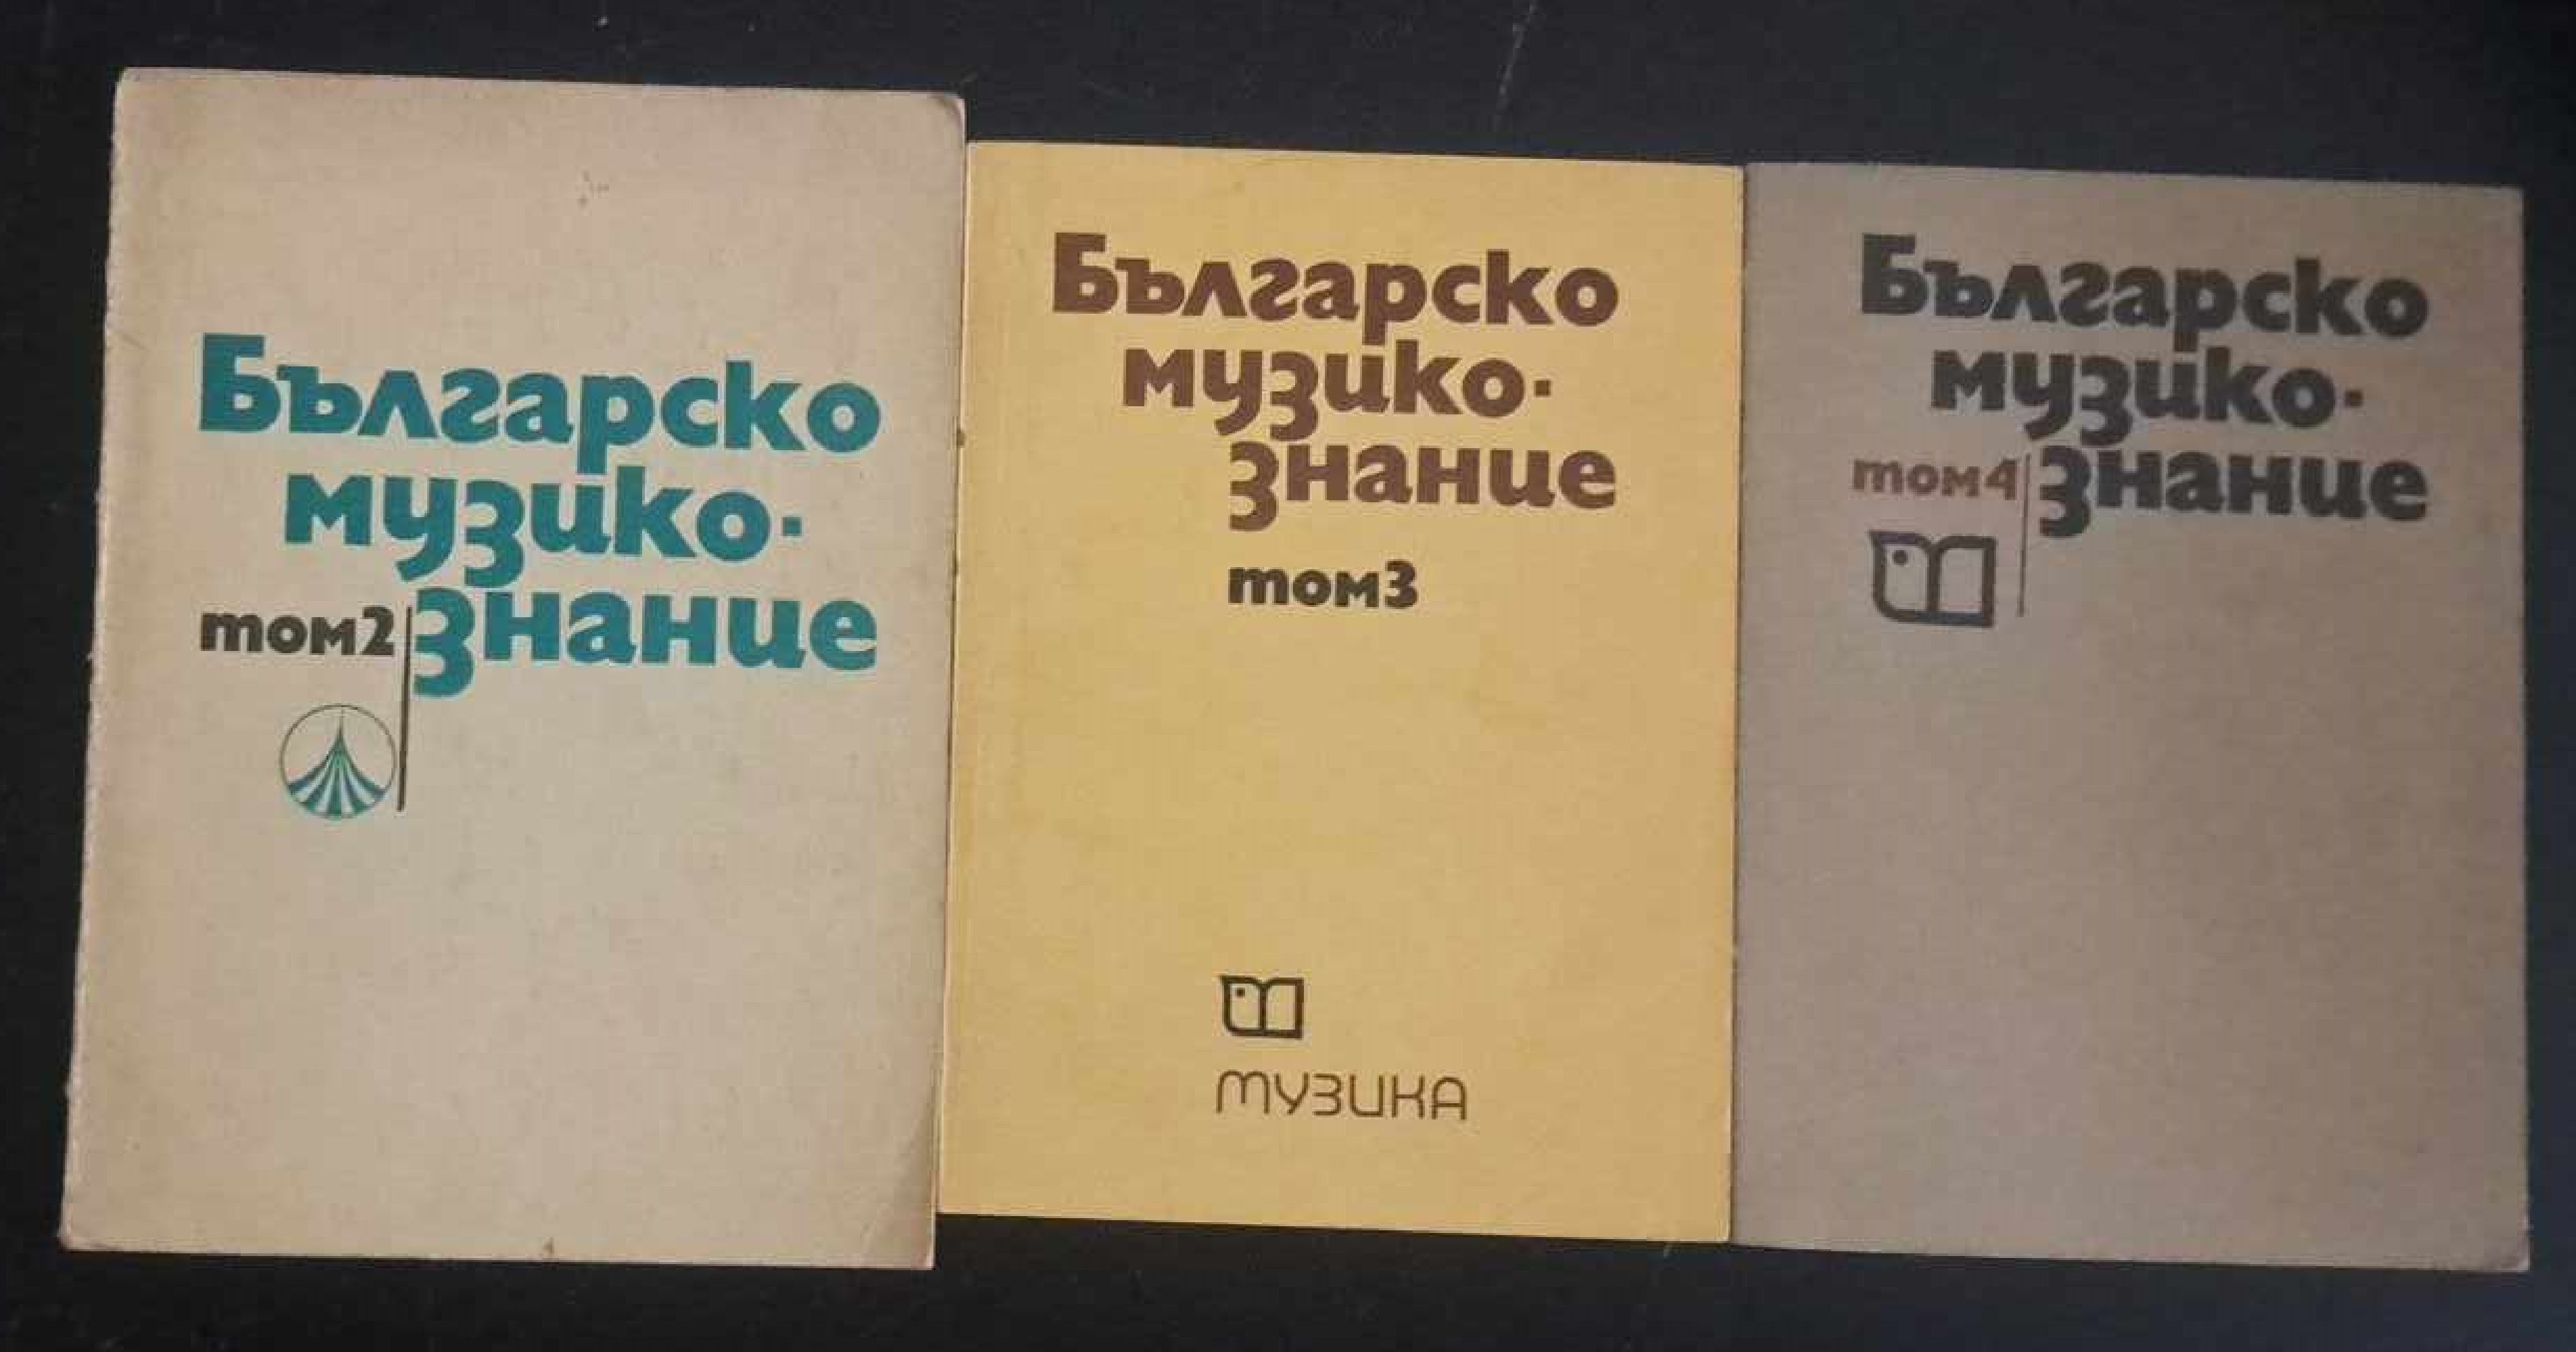 Българско
музико-
знание
том2
Българско
музико-
знание
том3
МУЗИКА
Българско
музико-
знание
том4